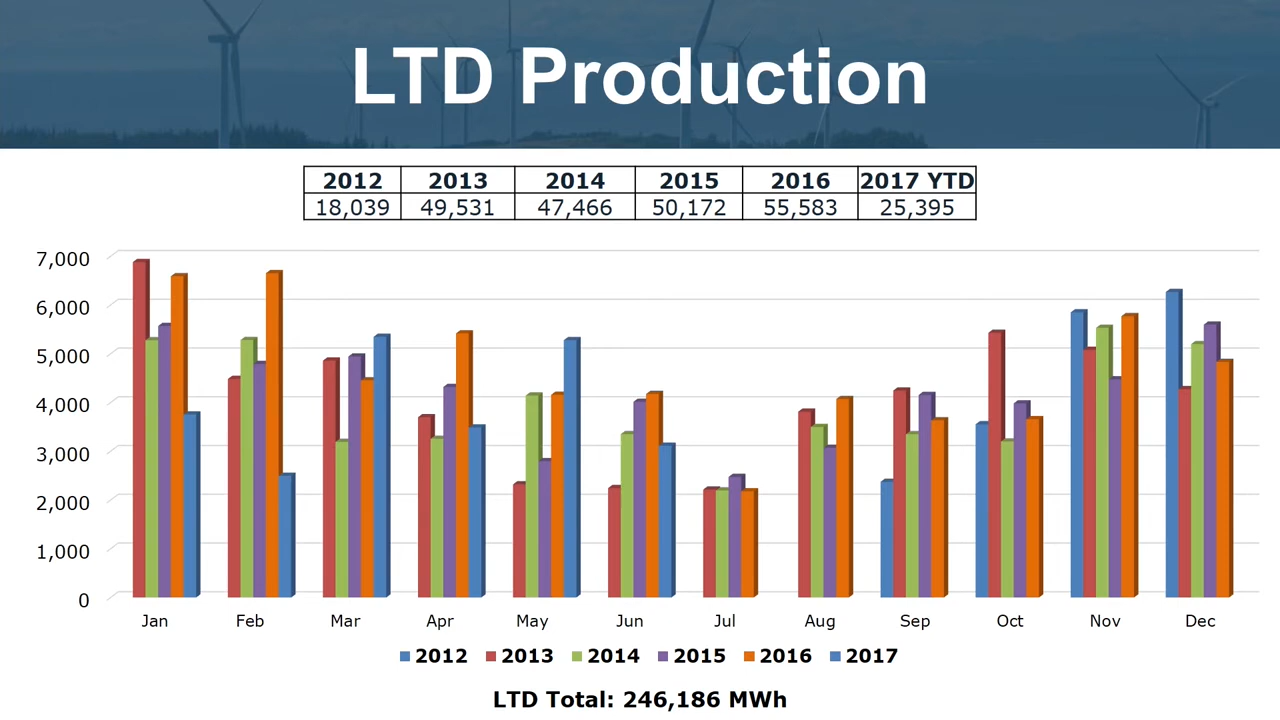 LTD Production
2012 2013 2014 2015 2016 2017 YTD
18,039 49,531 47,466 50,172 55,583 25,395
7,000
6,000
5,000
4,000
3,000
2,000
1,000
0
Jan Feb Mar Apr May Jun Jul Aug Sep Oct Nov Dec
2012 2013 2014 2015 2016 2017
LTD Total: 246,186 MWh